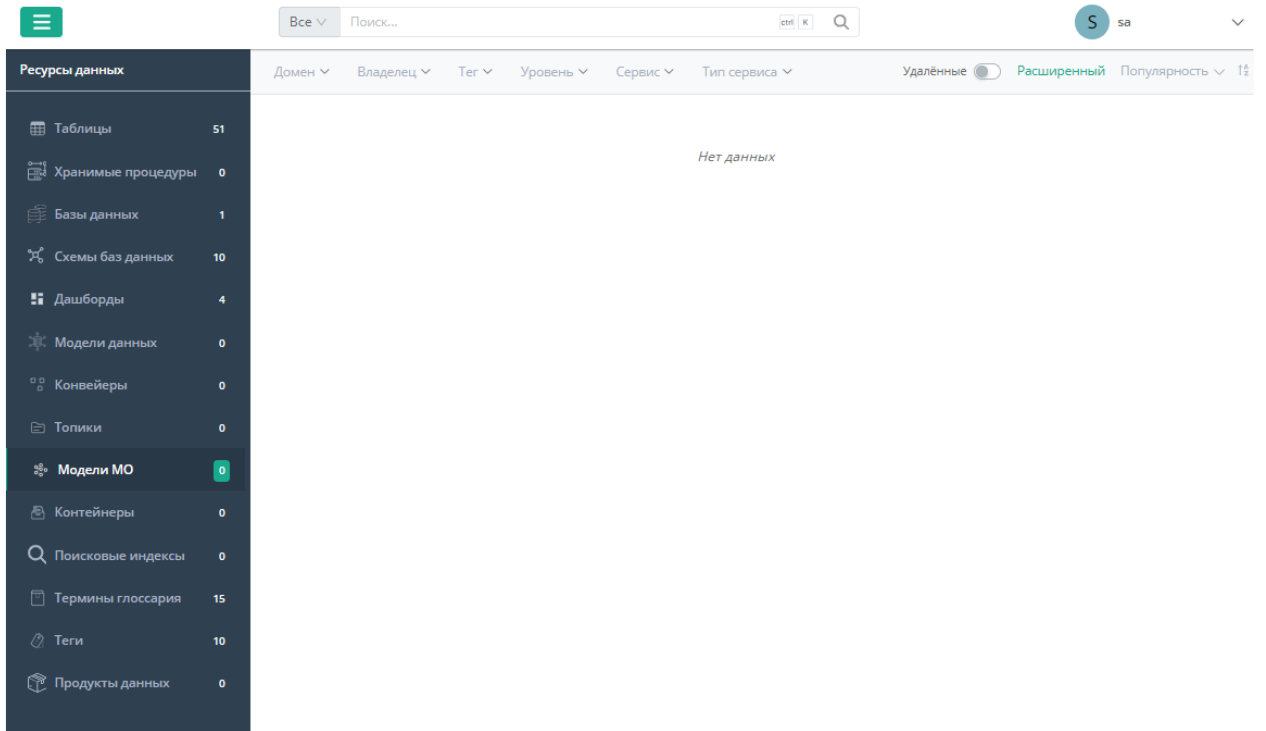 Все Поиск... ctrl K S sa
Ресурсы данных
Домен Владелец Тег Уровень Сервис Тип сервиса Удалённые Расширенный Популярность
Таблицы 51
Хранимые процедуры 0
Базы данных 1
Схемы баз данных 10
Дашборды 4
Модели данных 0
Конвейеры 0
Топики 0
Модели МО 0
Контейнеры 0
Поисковые индексы 0
Термины глоссария 15
Теги 10
Продукты данных 0
Нет данных